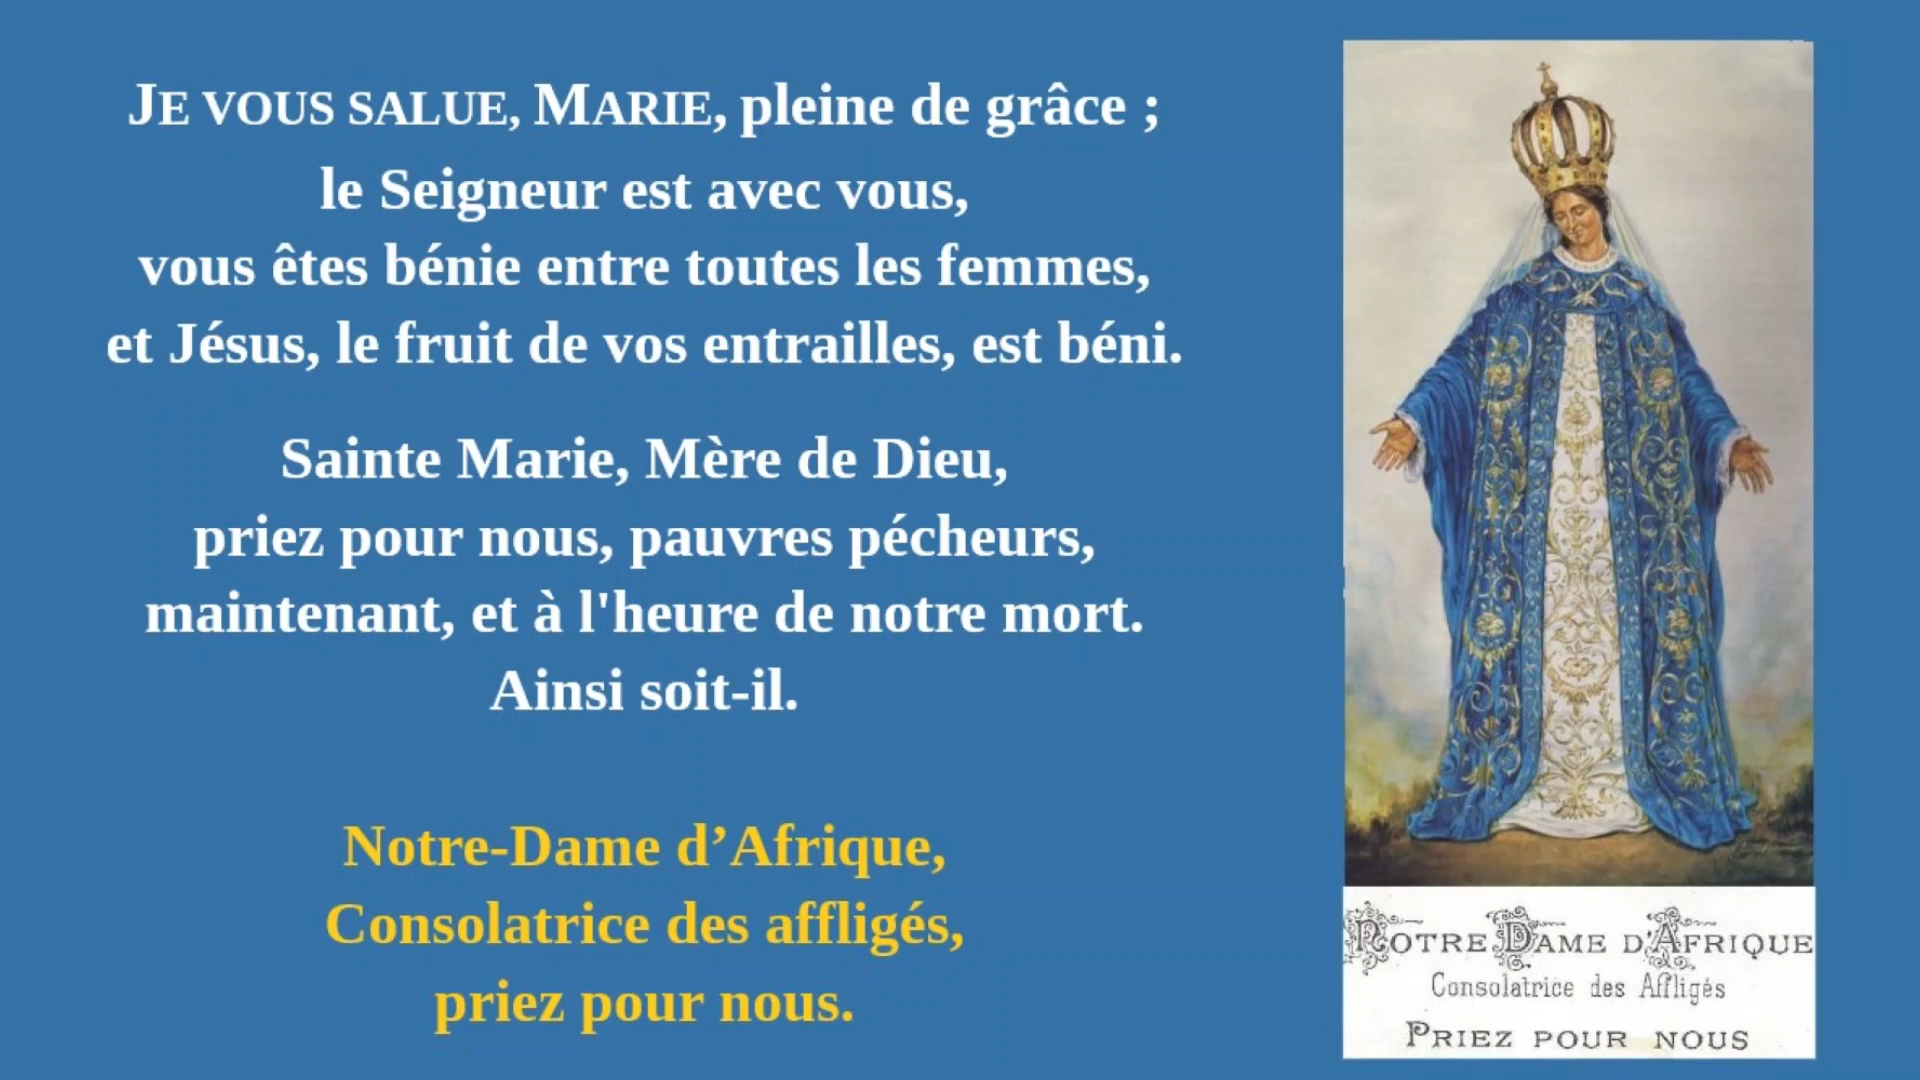 JE VOUS SALUE, MARIE, pleine de grâce ;
le Seigneur est avec vous,
vous êtes bénie entre toutes les femmes,
et Jésus, le fruit de vos entrailles, est béni.
Sainte Marie, Mère de Dieu,
priez pour nous, pauvres pécheurs,
maintenant, et à l'heure de notre mort.
Ainsi soit-il.
Notre-Dame d’Afrique,
Consolatrice des affligés,
priez pour nous.
NOTRE DAME D'AFRIQUE
Consolatrice des Affligés
PRIEZ POUR NOUS